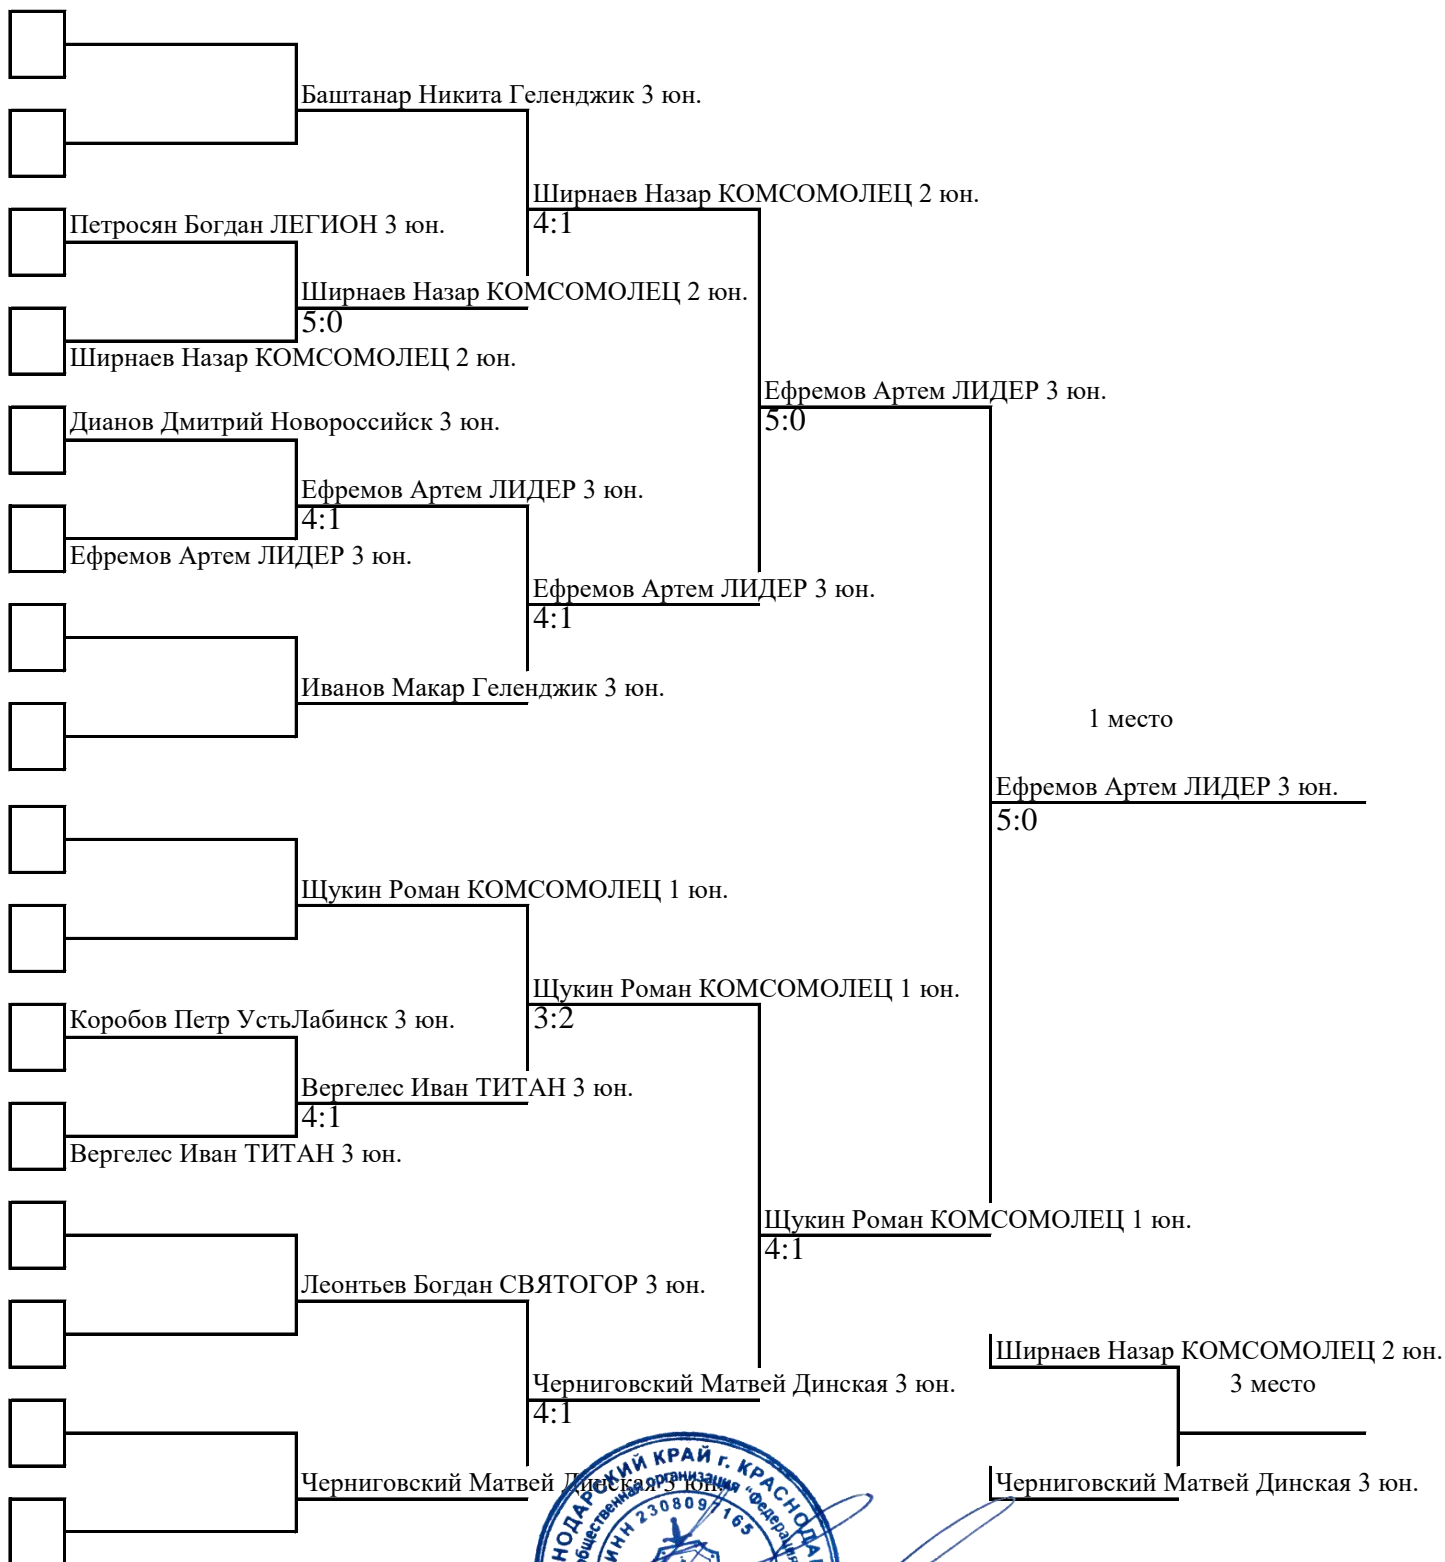 Баштанар Никита Геленджик 3 юн.
Ширнаев Назар КОМСОМОЛЕЦ 2 юн.
4:1
Петросян Богдан ЛЕГИОН 3 юн.
Ширнаев Назар КОМСОМОЛЕЦ 2 юн.
5:0
Ширнаев Назар КОМСОМОЛЕЦ 2 юн.
Ефремов Артем ЛИДЕР 3 юн.
5:0
Дианов Дмитрий Новороссийск 3 юн.
Ефремов Артем ЛИДЕР 3 юн.
4:1
Ефремов Артем ЛИДЕР 3 юн.
Ефремов Артем ЛИДЕР 3 юн.
4:1
Иванов Макар Геленджик 3 юн.
1 место
Ефремов Артем ЛИДЕР 3 юн.
5:0
Щукин Роман КОМСОМОЛЕЦ 1 юн.
Щукин Роман КОМСОМОЛЕЦ 1 юн.
3:2
Коробов Петр УстьЛабинск 3 юн.
Вергелес Иван ТИТАН 3 юн.
4:1
Вергелес Иван ТИТАН 3 юн.
Щукин Роман КОМСОМОЛЕЦ 1 юн.
4:1
Леонтьев Богдан СВЯТОГОР 3 юн.
Ширнаев Назар КОМСОМОЛЕЦ 2 юн.
3 место
Черниговский Матвей Динская 3 юн.
4:1
Черниговский Матвей Динская 3 юн.
Черниговский Матвей Динская 3 юн.
КРАЙ г.
общественная организация "Федерация
ИНН 2308097165